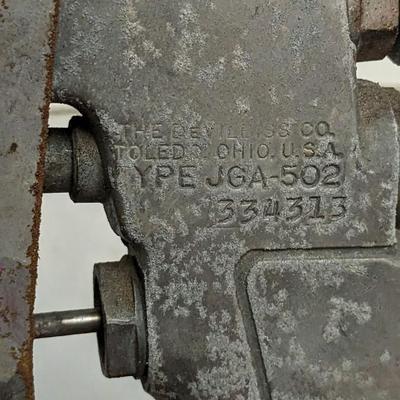 THE DEVILBISS CO.
TOLEDO, OHIO, U.S.A.
TYPE JGA-502
334313